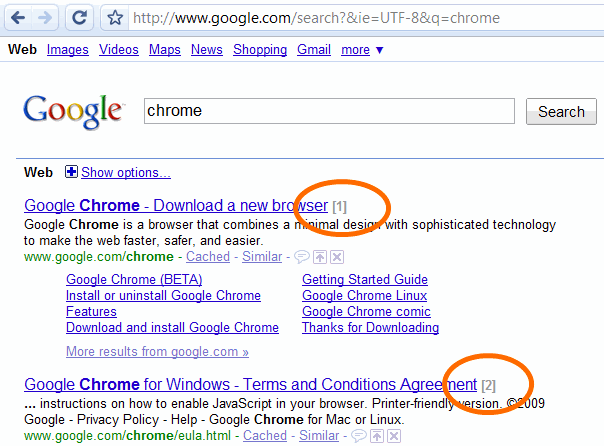 http://www.google.com/search?&ie=UTF-8&q=chrome
Web Images Videos Maps News Shopping Gmail more ▼
Google chrome Search
Web Show options...
Google Chrome - Download a new browser [1]
Google Chrome is a browser that combines a minimal design with sophisticated technology
to make the web faster, safer, and easier.
www.google.com/chrome - Cached - Similar -
Google Chrome (BETA) Getting Started Guide
Install or uninstall Google Chrome Google Chrome Linux
Features Google Chrome comic
Download and install Google Chrome Thanks for Downloading
More results from google.com »
Google Chrome for Windows - Terms and Conditions Agreement [2]
... instructions on how to enable JavaScript in your browser. Printer-friendly version. ©2009
Google - Privacy Policy - Help - Google Chrome for Mac or Linux.
www.google.com/chrome/eula.html - Cached - Similar -